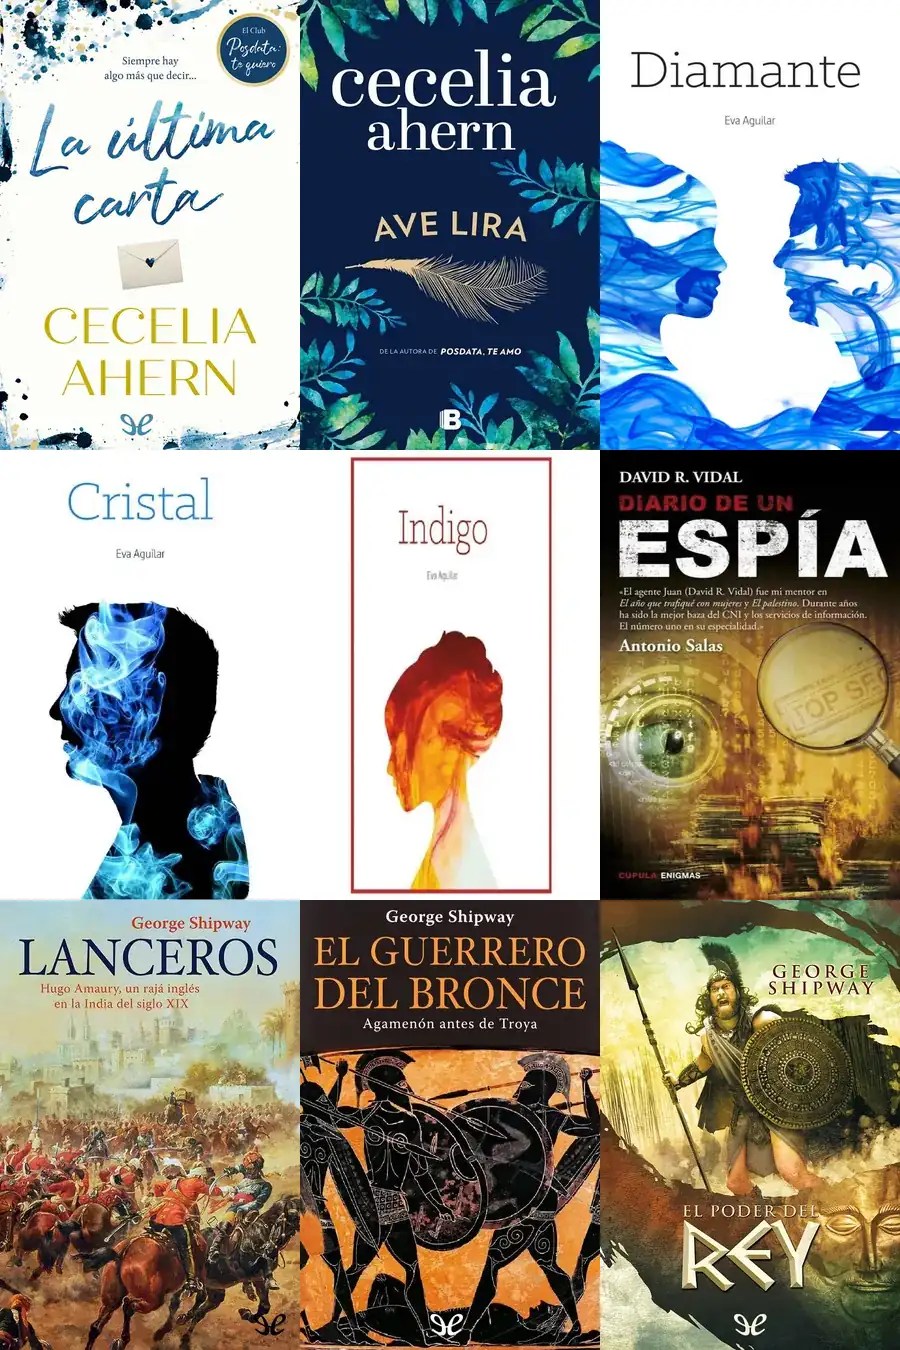 El Club
Posdata:
te quiero
Siempre hay
algo más que decir...
La última
carta
CECELIA
AHERN
cecelia
ahern
AVE LIRA
DE LA AUTORA DE POSDATA, TE AMO
B
Diamante
Eva Aguilar
Cristal
Eva Aguilar
Indigo
Eva Aguilar
DAVID R. VIDAL
DIARIO DE UN
ESPÍA
«El agente Juan (David R. Vidal) fue mi mentor en
El año que trafiqué con mujeres y El palestino. Durante años
ha sido la mejor baza del CNI y los servicios de información.
El número uno en su especialidad.»
Antonio Salas
TOP SE
CÚPULA ENIGMAS
George Shipway
LANCEROS
Hugo Amaury, un rajá inglés
en la India del siglo XIX
George Shipway
EL GUERRERO
DEL BRONCE
Agamenón antes de Troya
GEORGE
SHIPWAY
EL PODER DEL
REY